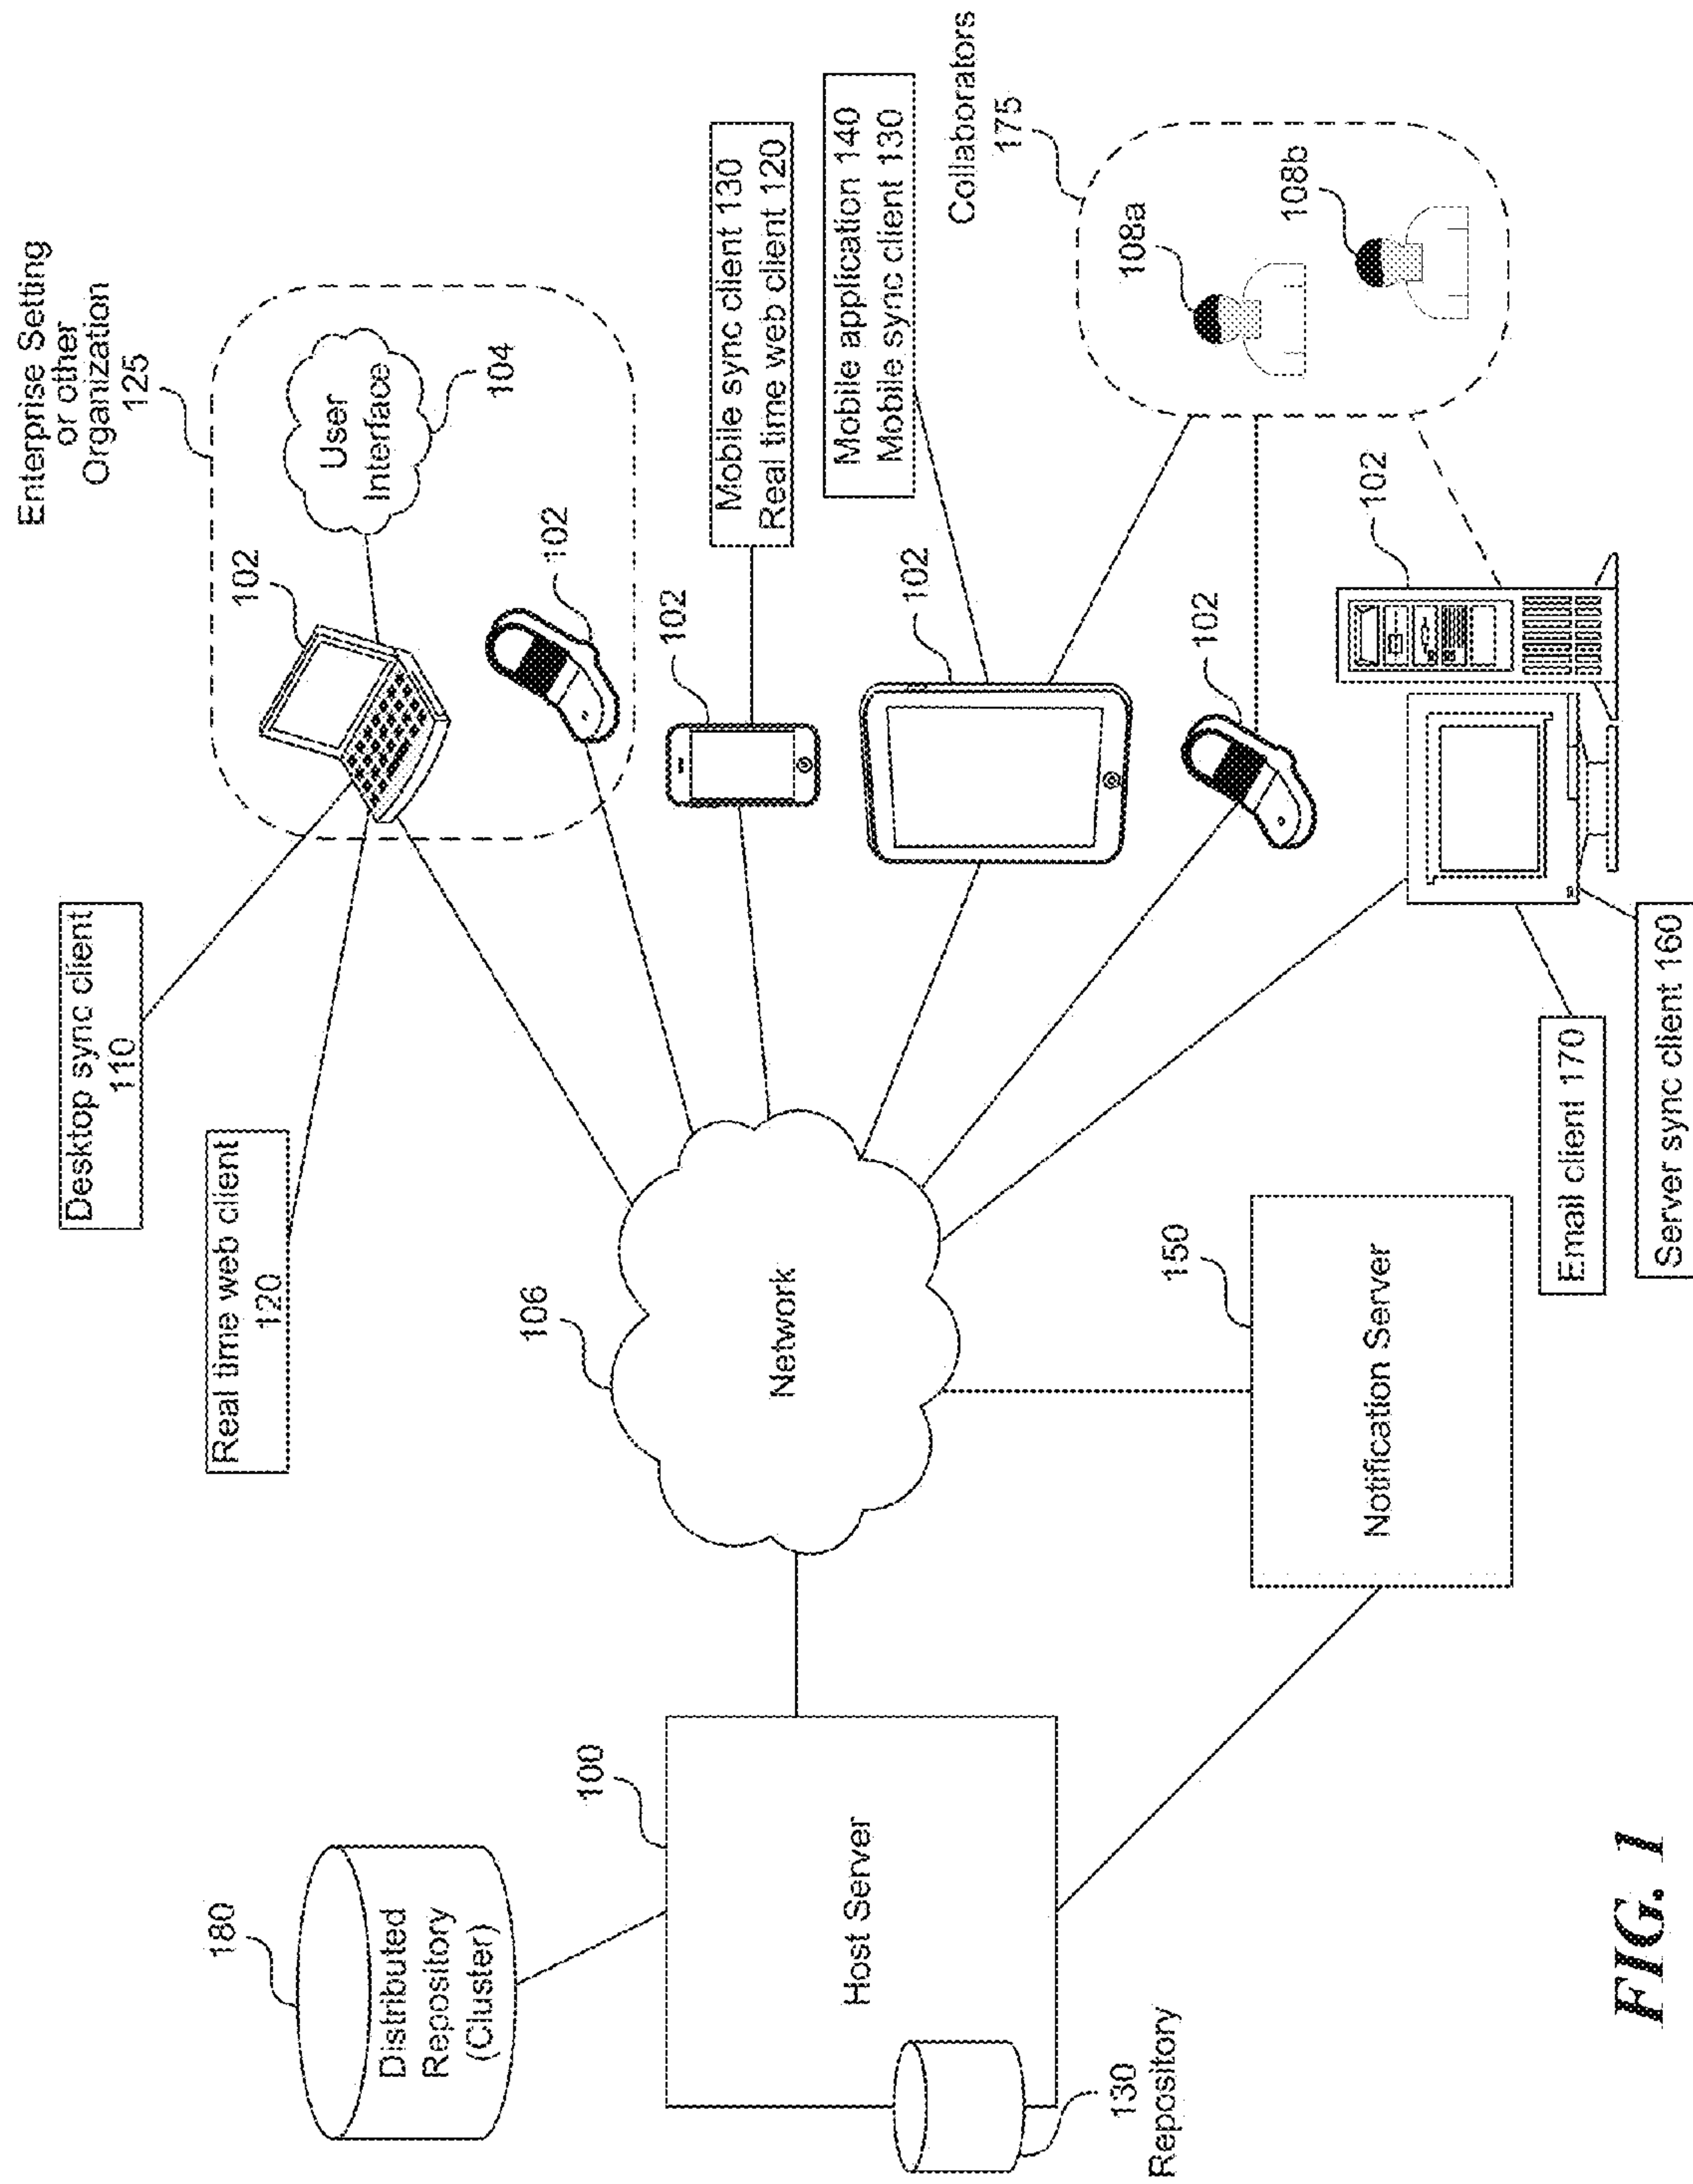 Enterprise Setting
or other
Organization
125
Desktop sync client
110
Real time web client
120
102
User
Interface
104
102
180
Distributed
Repository
(Cluster)
100
Host Server
130
Repository
106
Network
102
Mobile sync client 130
Real time web client 120
102
Mobile application 140
Mobile sync client 130
Collaborators
175
108a
108b
102
102
150
Notification Server
Email client 170
Server sync client 160
FIG. 1